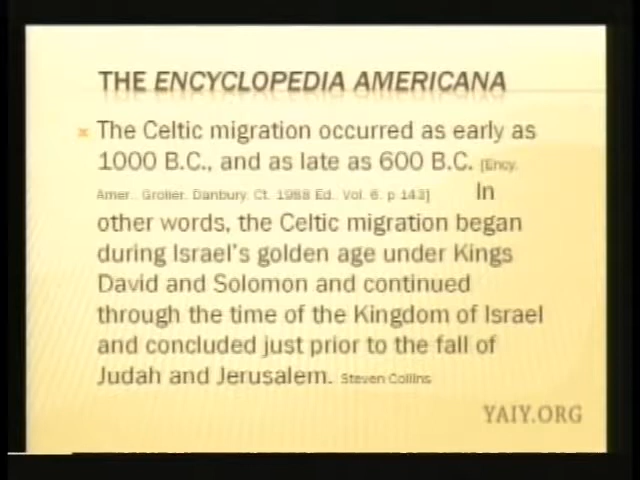 THE ENCYCLOPEDIA AMERICANA
The Celtic migration occurred as early as
1000 B.C., and as late as 600 B.C. [Ency.
Amer.. Grolier. Danbury. Ct. 1988 Ed.. Vol. 6. p 143] In
other words, the Celtic migration began
during Israel's golden age under Kings
David and Solomon and continued
through the time of the Kingdom of Israel
and concluded just prior to the fall of
Judah and Jerusalem. Steven Collins
YAIY.ORG